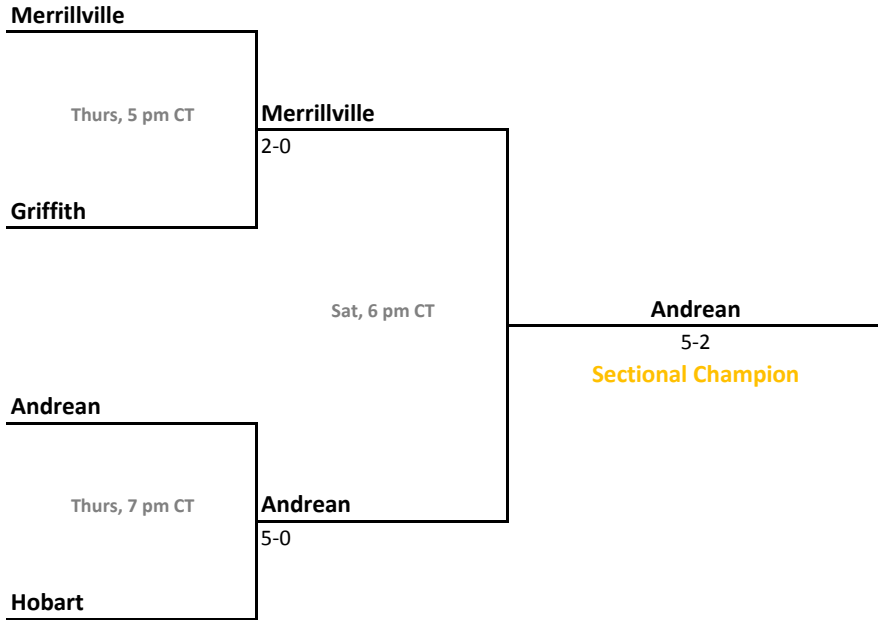 Merrillville
Thurs, 5 pm CT
Merrillville
2-0
Griffith
Sat, 6 pm CT
Andrean
5-2
Sectional Champion
Andrean
Thurs, 7 pm CT
Andrean
5-0
Hobart